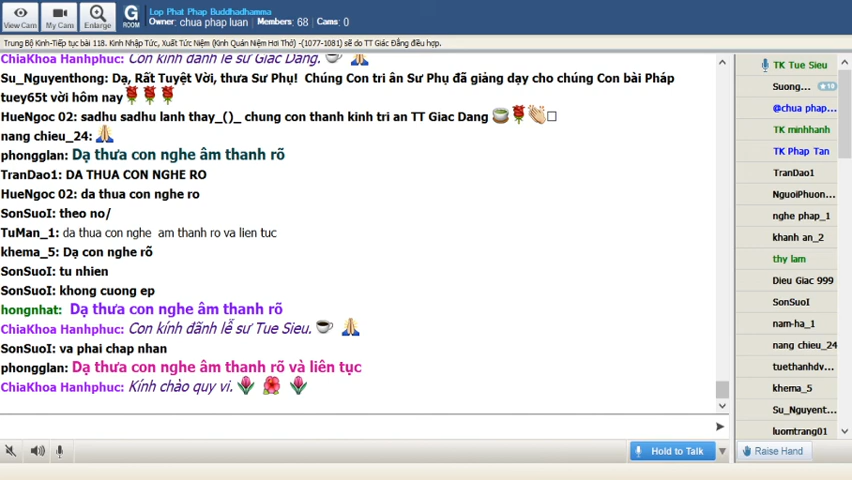 View Cam
My Cam
Enlarge
G
ROOM
Lop Phat Phap Buddhadhamma
Owner: chua phap luan Members: 68 Cams: 0
Trung Bộ Kinh-Tiếp tục bài 118. Kinh Nhập Tức, Xuất Tức Niệm (Kinh Quán Niệm Hơi Thở) -(1077-1081) sẽ do TT Giác Đẳng điều hợp.
ChiaKhoa Hanhphuc: Con kính đãnh lễ sư Giác Đẳng.
Su_Nguyenthong: Dạ, Rất Tuyệt Vời, thưa Sư Phụ! Chúng Con tri ân Sư Phụ đã giảng dạy cho chúng Con bài Pháp
tuey65t vời hôm nay
HueNgoc 02: sadhu sadhu lanh thay_()_ chung con thanh kinh tri an TT Giac Dang
nang chieu_24:
phongglan: Dạ thưa con nghe âm thanh rõ
TranDao1: DA THUA CON NGHE RO
HueNgoc 02: da thua con nghe ro
SonSuoI: theo no/
TuMan_1: da thua con nghe am thanh ro va lien tuc
khema_5: Dạ con nghe rõ
SonSuoI: tu nhien
SonSuoI: khong cuong ep
hongnhat: Dạ thưa con nghe âm thanh rõ
ChiaKhoa Hanhphuc: Con kính đãnh lễ sư Tue Sieu.
SonSuoI: va phai chap nhan
phongglan: Dạ thưa con nghe âm thanh rõ và liên tục
ChiaKhoa Hanhphuc: Kính chào quy vi.
Hold to Talk
TK Tue Sieu
Suong... 10
@chua phap...
TK minhhanh
TK Phap Tan
TranDao1
NguoiPhuon...
nghe phap_1
khanh an_2
thy lam
Dieu Giac 999
SonSuoI
nam-ha_1
nang chieu_24
tuethanhdv...
khema_5
Su_Nguyent...
luomtrang01
Raise Hand